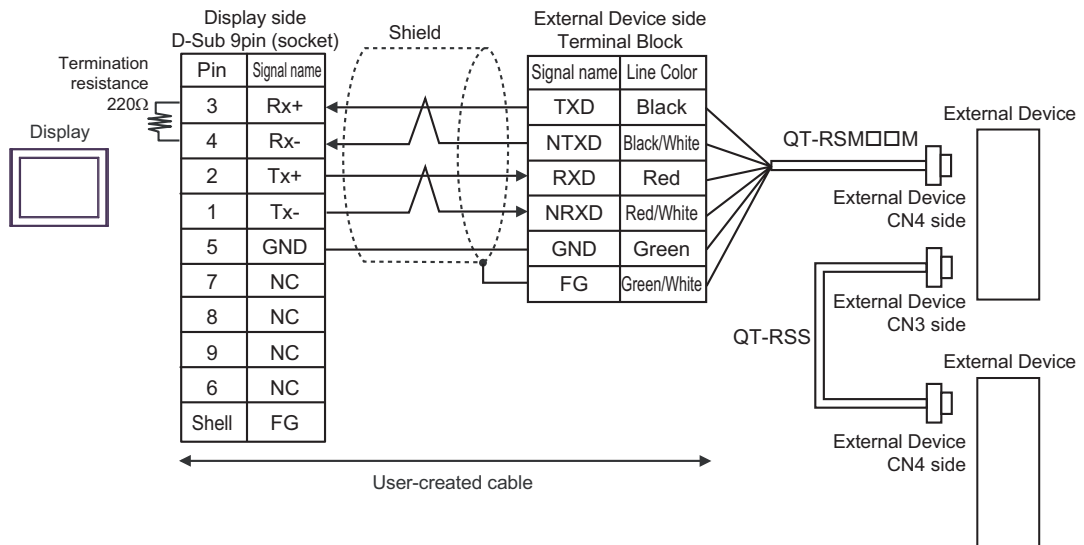 Display side
D-Sub 9pin (socket)
Shield
External Device side
Terminal Block
Termination
resistance
220Ω
Display
Pin Signal name
3 Rx+
4 Rx-
2 Tx+
1 Tx-
5 GND
7 NC
8 NC
9 NC
6 NC
Shell FG
Signal name Line Color
TXD Black
NTXD Black/White
RXD Red
NRXD Red/White
GND Green
FG Green/White
User-created cable
QT-RSM□□M
External Device
External Device
CN4 side
External Device
CN3 side
QT-RSS
External Device
External Device
CN4 side